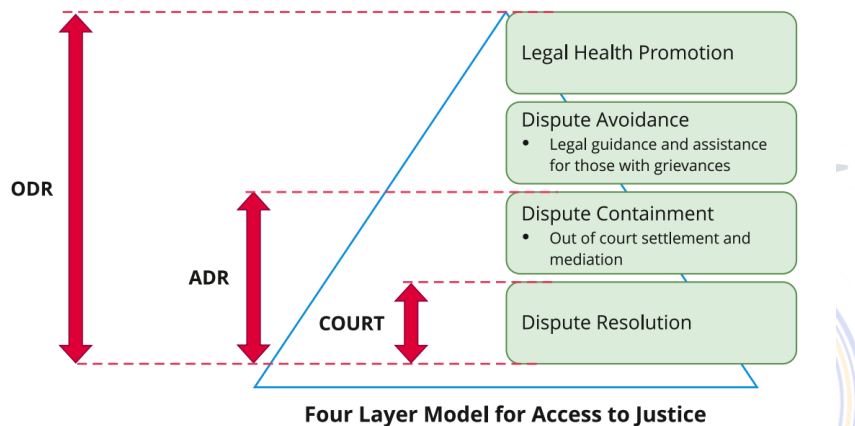 Legal Health Promotion
Dispute Avoidance
• Legal guidance and assistance
for those with grievances
ODR
Dispute Containment
• Out of court settlement and
mediation
ADR
COURT
Dispute Resolution
Four Layer Model for Access to Justice